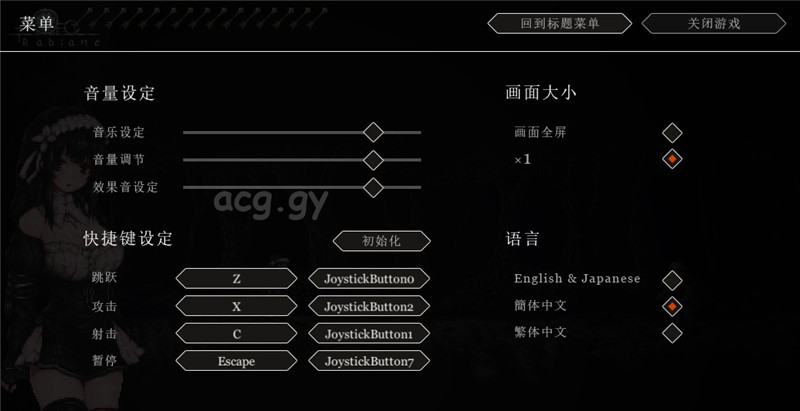 菜单
回到标题菜单
关闭游戏
Rabiane
音量设定
音乐设定
音量调节
效果音设定
画面大小
画面全屏
×1
acg.gy
快捷键设定
初始化
跳跃 Z JoystickButton0
攻击 X JoystickButton2
射击 C JoystickButton1
暂停 Escape JoystickButton7
语言
English & Japanese
簡体中文
繁体中文